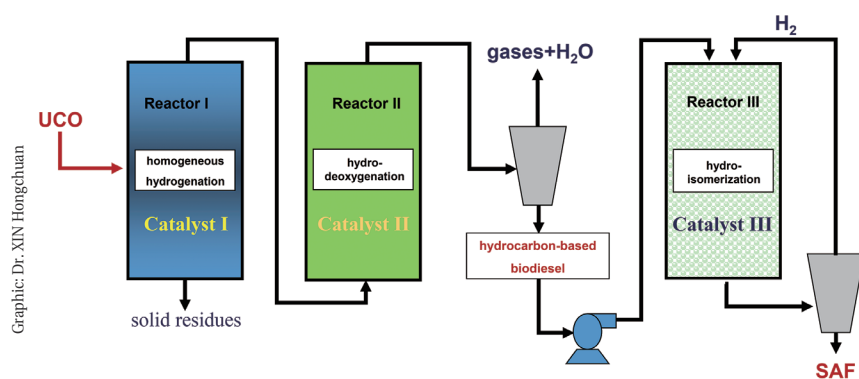 Graphic: Dr. XIN Hongchuan
UCO
Reactor I
homogeneous
hydrogenation
Catalyst I
solid residues
Reactor II
hydro-
deoxygenation
Catalyst II
gases+H₂O
hydrocarbon-based
biodiesel
H₂
Reactor III
hydro-
isomerization
Catalyst III
SAF